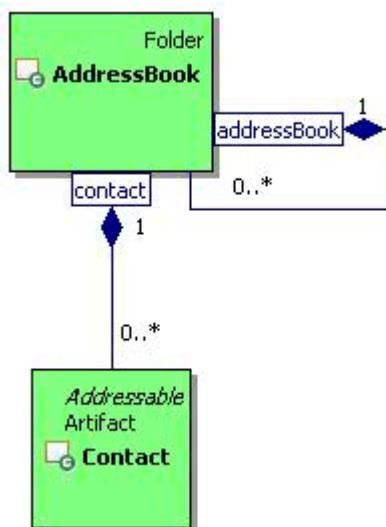 Folder
AddressBook
1
addressBook
0..*
contact
1
0..*
Addressable
Artifact
Contact